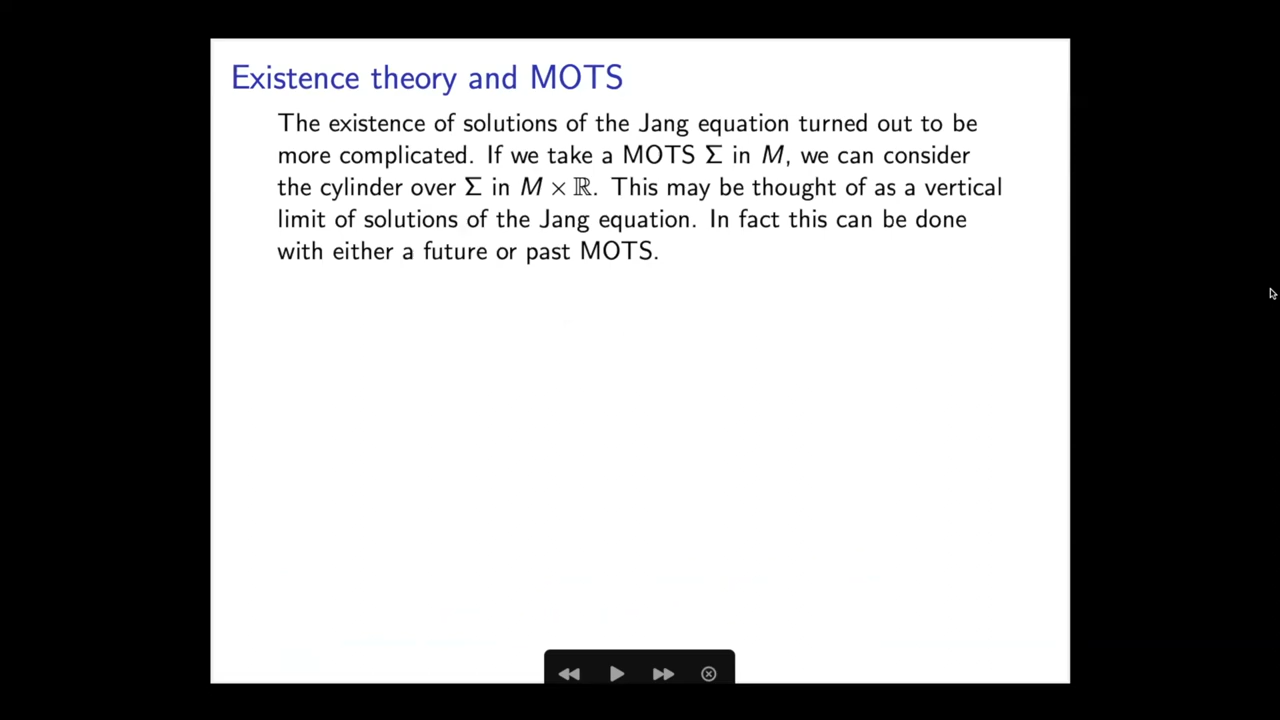 Existence theory and MOTS
The existence of solutions of the Jang equation turned out to be
more complicated. If we take a MOTS Σ in M, we can consider
the cylinder over Σ in M × ℝ. This may be thought of as a vertical
limit of solutions of the Jang equation. In fact this can be done
with either a future or past MOTS.